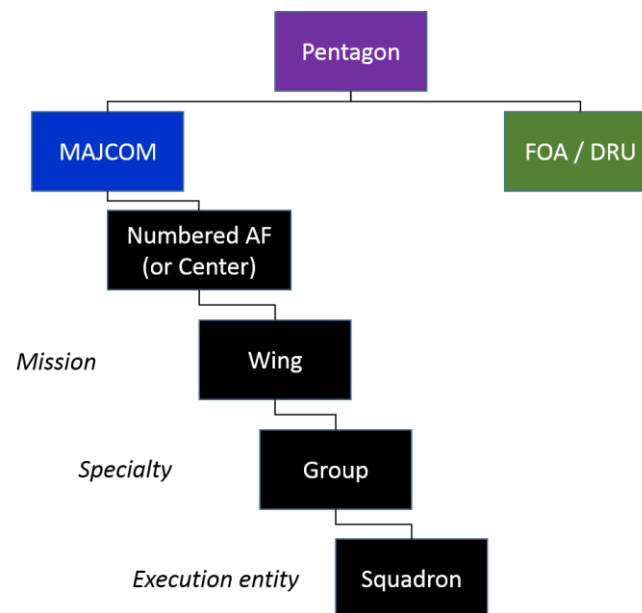 Pentagon
MAJCOM
FOA / DRU
Numbered AF
(or Center)
Mission
Wing
Specialty
Group
Execution entity
Squadron